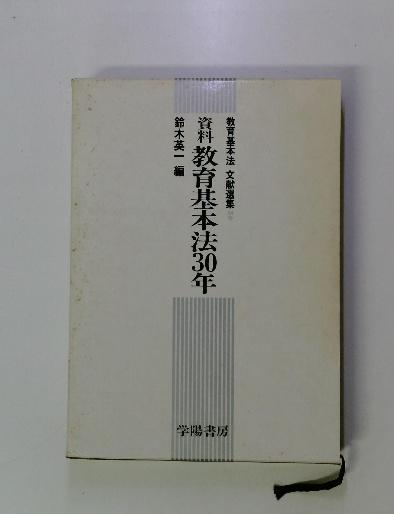 教育基本法 文献選集
資料 教育基本法30年
鈴木英一 編
学陽書房